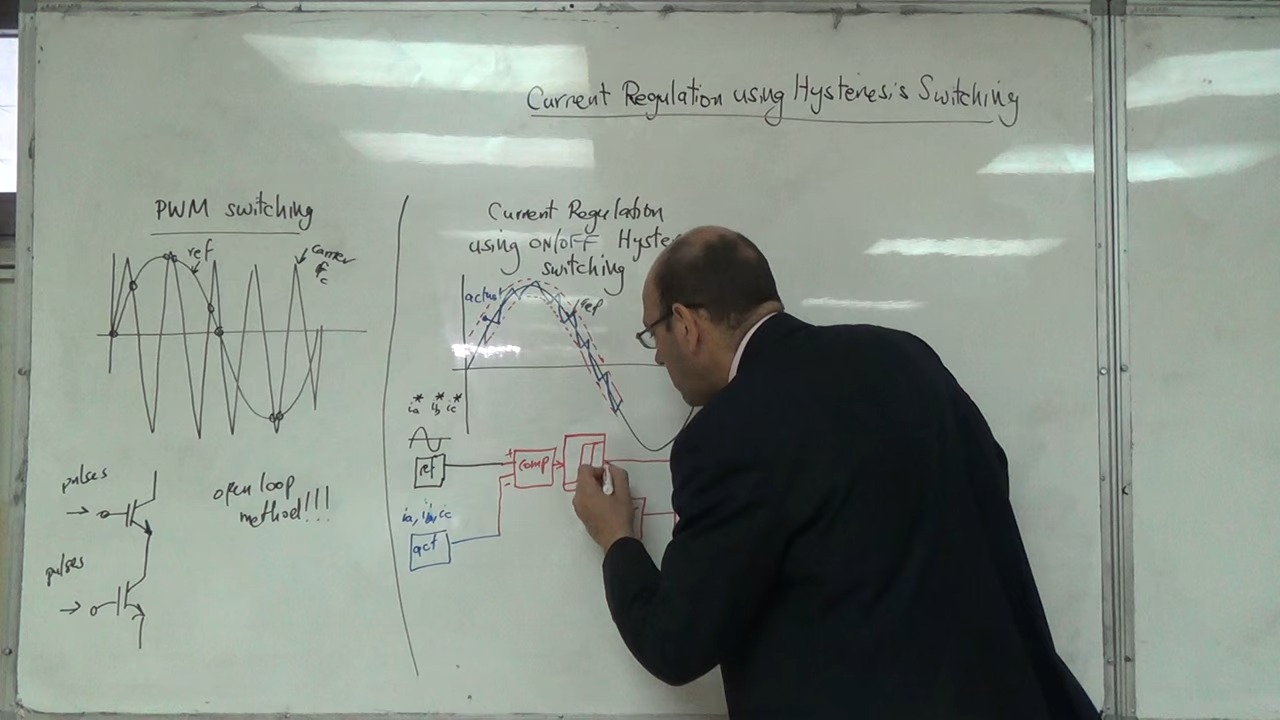 Current Regulation using Hysteresis Switching
PWM switching
ref
carrier
fc
pulses
pulses
open loop
method!!!
Current Regulation
using ON/OFF Hyste
switching
actual
ref
ia* ib* ic*
ref
+
comp
-
ia, ib, ic
act